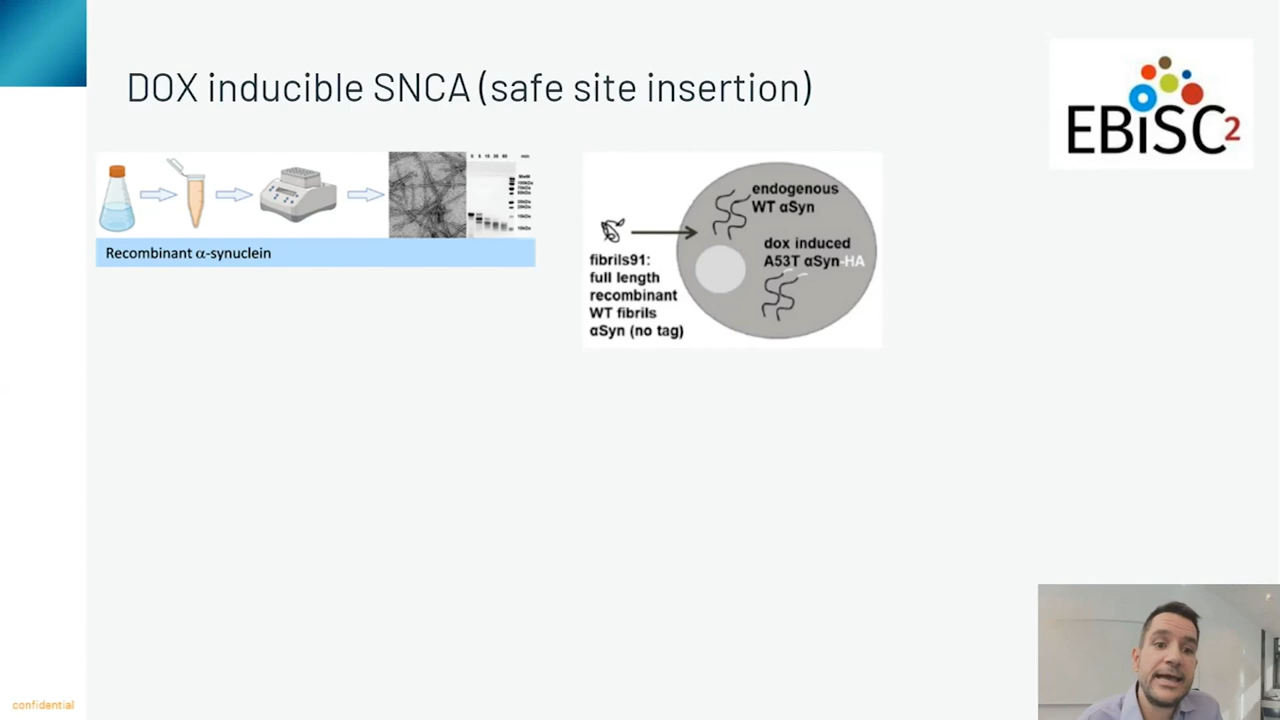 DOX inducible SNCA (safe site insertion)
EBiSC2
Recombinant α-synuclein
endogenous
WT αSyn
dox induced
A53T αSyn-HA
fibrils91:
full length
recombinant
WT fibrils
αSyn (no tag)
confidential